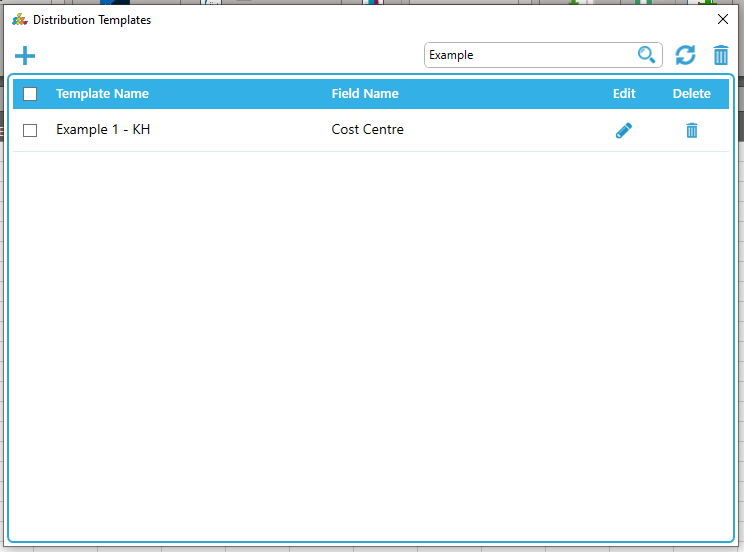 Distribution Templates
Example
Template Name Field Name Edit Delete
Example 1 - KH Cost Centre